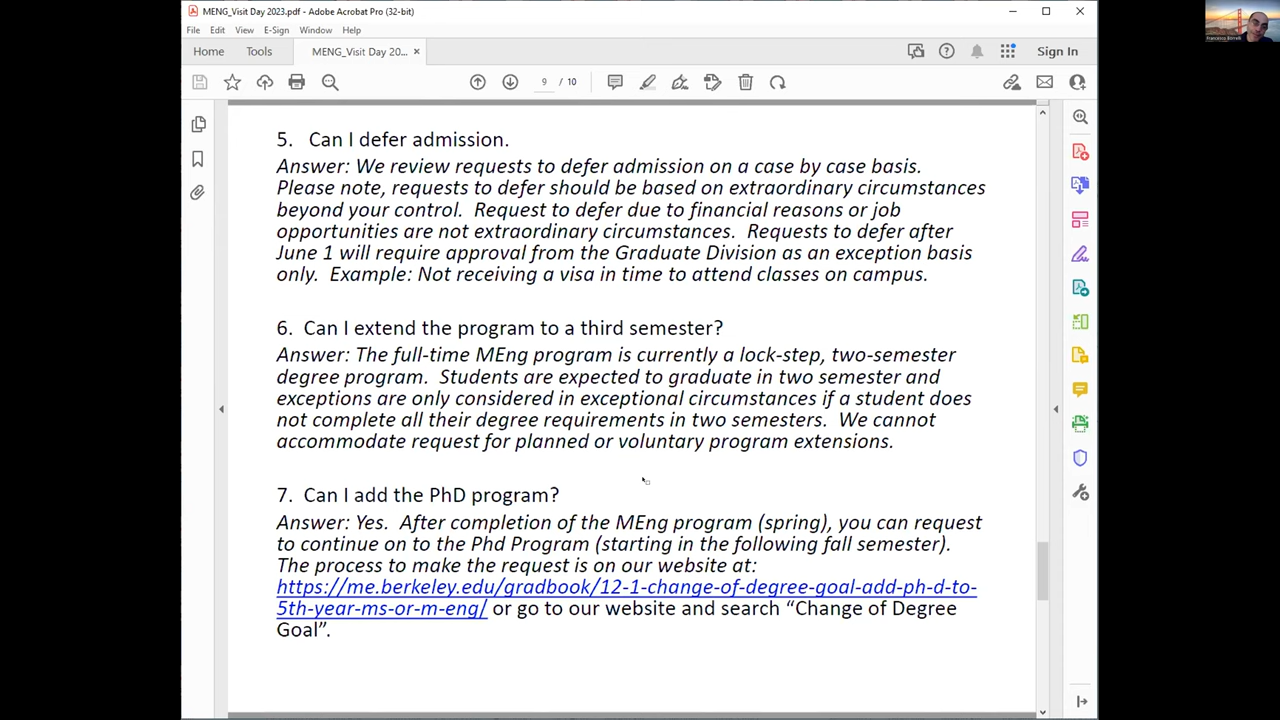 MENG_Visit Day 2023.pdf - Adobe Acrobat Pro (32-bit)
File Edit View E-Sign Window Help
Home Tools MENG_Visit Day 20... × Sign In
9 / 10
5. Can I defer admission.
Answer: We review requests to defer admission on a case by case basis.
Please note, requests to defer should be based on extraordinary circumstances
beyond your control. Request to defer due to financial reasons or job
opportunities are not extraordinary circumstances. Requests to defer after
June 1 will require approval from the Graduate Division as an exception basis
only. Example: Not receiving a visa in time to attend classes on campus.
6. Can I extend the program to a third semester?
Answer: The full-time MEng program is currently a lock-step, two-semester
degree program. Students are expected to graduate in two semester and
exceptions are only considered in exceptional circumstances if a student does
not complete all their degree requirements in two semesters. We cannot
accommodate request for planned or voluntary program extensions.
7. Can I add the PhD program?
Answer: Yes. After completion of the MEng program (spring), you can request
to continue on to the Phd Program (starting in the following fall semester).
The process to make the request is on our website at:
https://me.berkeley.edu/gradbook/12-1-change-of-degree-goal-add-ph-d-to-
5th-year-ms-or-m-eng/ or go to our website and search “Change of Degree
Goal”.
Francesco Borrelli